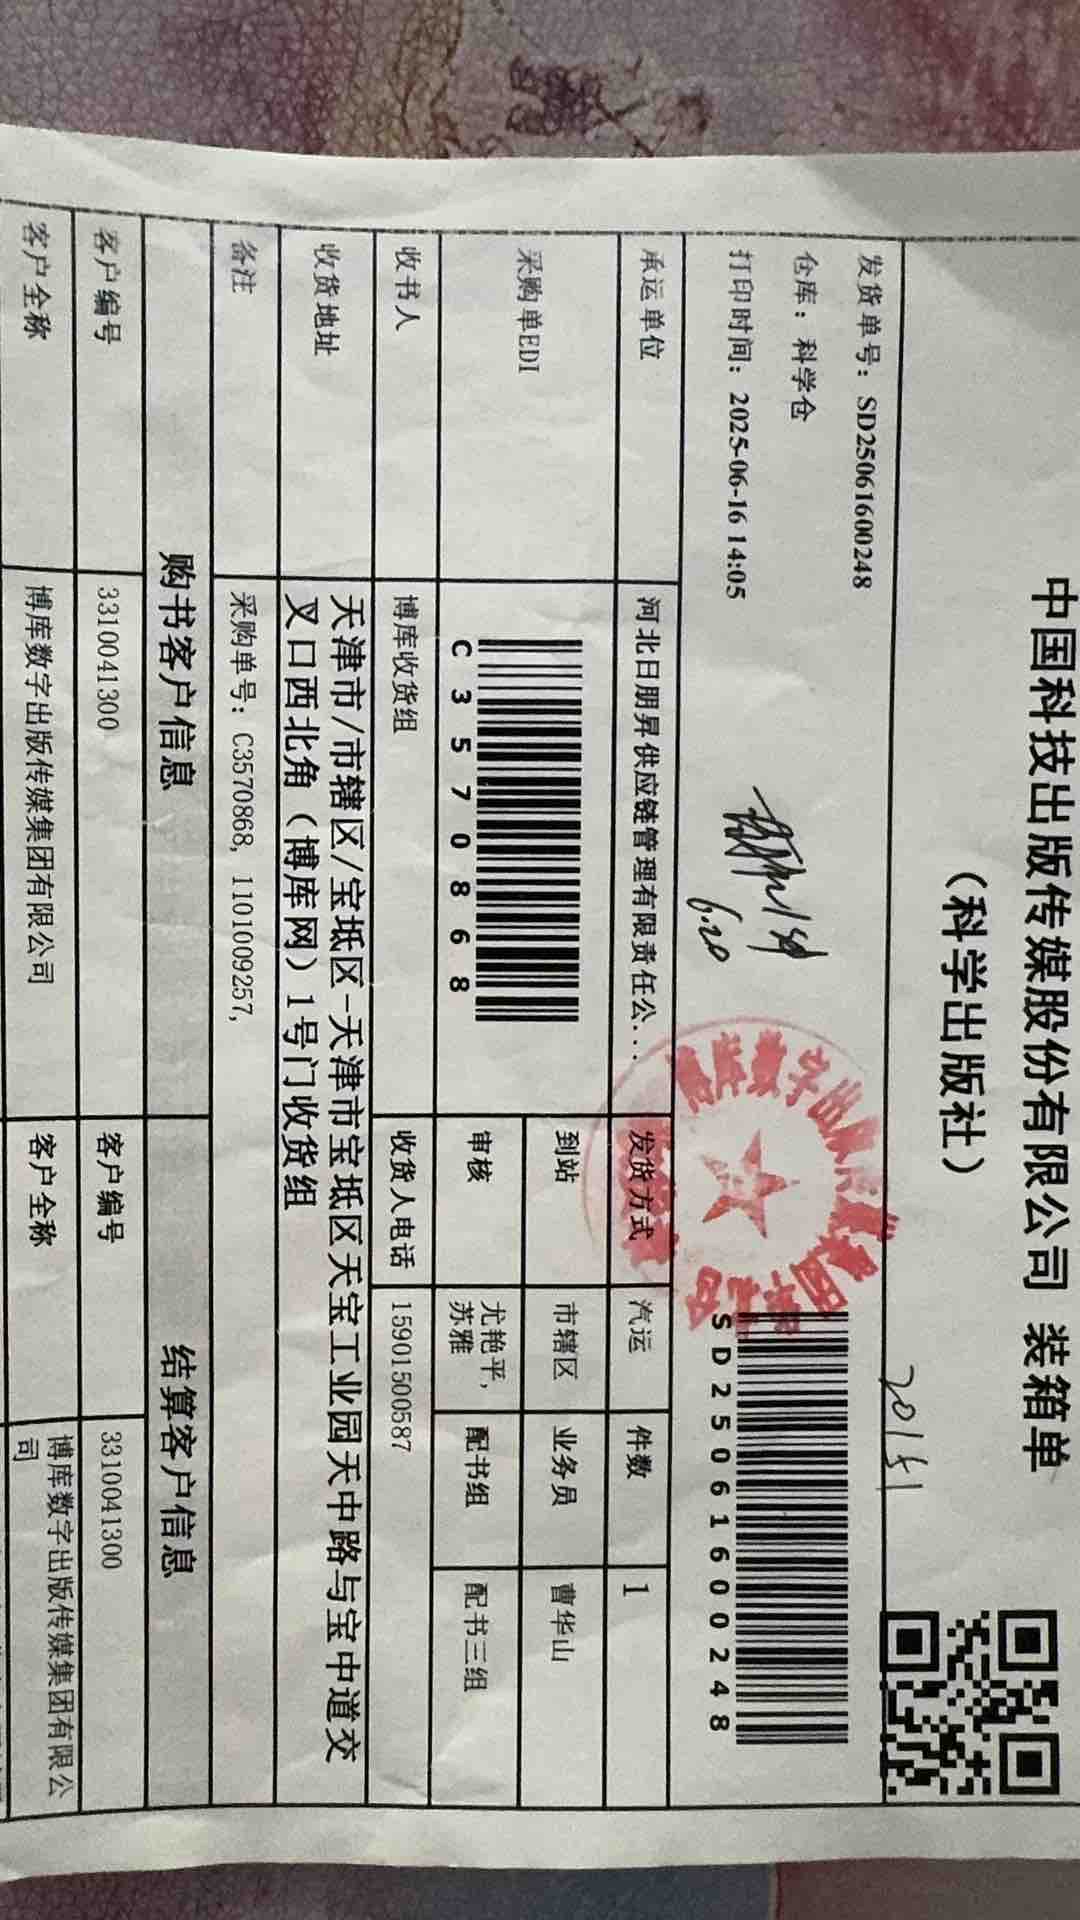 中国科技出版传媒股份有限公司 装箱单
（科学出版社）
发货单号：SD2506160​0248
仓库：科学仓
打印时间：2025-06-16 14:05
6.20
SD25061600248
承运单位 河北日朋昇供应链管理有限责任公... 发货方式 汽运 件数 1
采购单EDI C3570868 到站 市辖区 业务员 曹华山
审核 尤艳平, 苏雅 配书组 配书三组
收书人 博库收货组 收货人电话 15901500587
收货地址 天津市/市辖区/宝坻区-天津市宝坻区天宝工业园天中路与宝中道交
叉口西北角（博库网）1号门收货组
备注 采购单号：C3570868, 1101009257,
购书客户信息 结算客户信息
客户编号 3310041300 客户编号 3310041300
客户全称 博库数字出版传媒集团有限公司 客户全称 博库数字出版传媒集团有限公
司